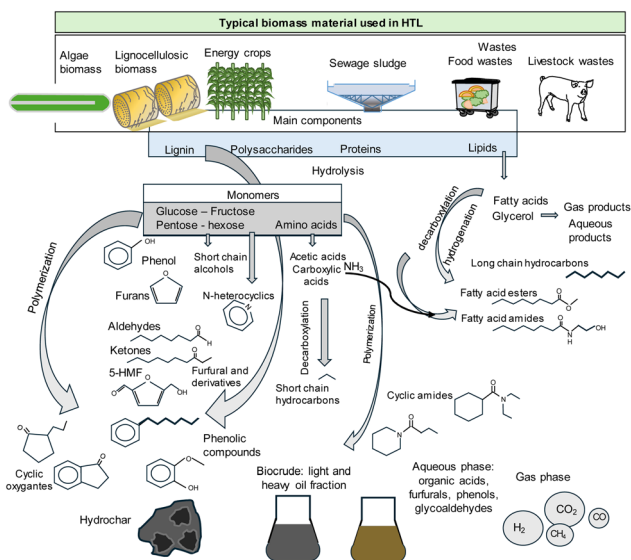 Typical biomass material used in HTL
Algae
biomass
Lignocellulosic
biomass
Energy crops
Sewage sludge
Wastes
Food wastes
Livestock wastes
Main components
Lignin
Polysaccharides
Proteins
Lipids
Hydrolysis
Monomers
Glucose – Fructose
Pentose - hexose
Amino acids
Fatty acids
Glycerol
Gas products
Aqueous
products
decarboxylation
hydrogenation
Polymerization
OH
Phenol
Short chain
alcohols
Acetic acids
Carboxylic
acids
NH3
Long chain hydrocarbons
Furans
O
N-heterocyclics
N
Fatty acid esters
O
O
Fatty acid amides
O
N
H
OH
Aldehydes
O
H
Ketones
O
5-HMF
O
O
OH
Furfural and
derivatives
Decarboxylation
Polymerization
Short chain
hydrocarbons
Cyclic amides
O
N
O
N
Phenolic
compounds
O
Cyclic
oxygantes
O
O
OH
Biocrude: light and
heavy oil fraction
Aqueous phase:
organic acids,
furfurals, phenols,
glycoaldehydes
Gas phase
Hydrochar
H2
CO2
CH4
CO